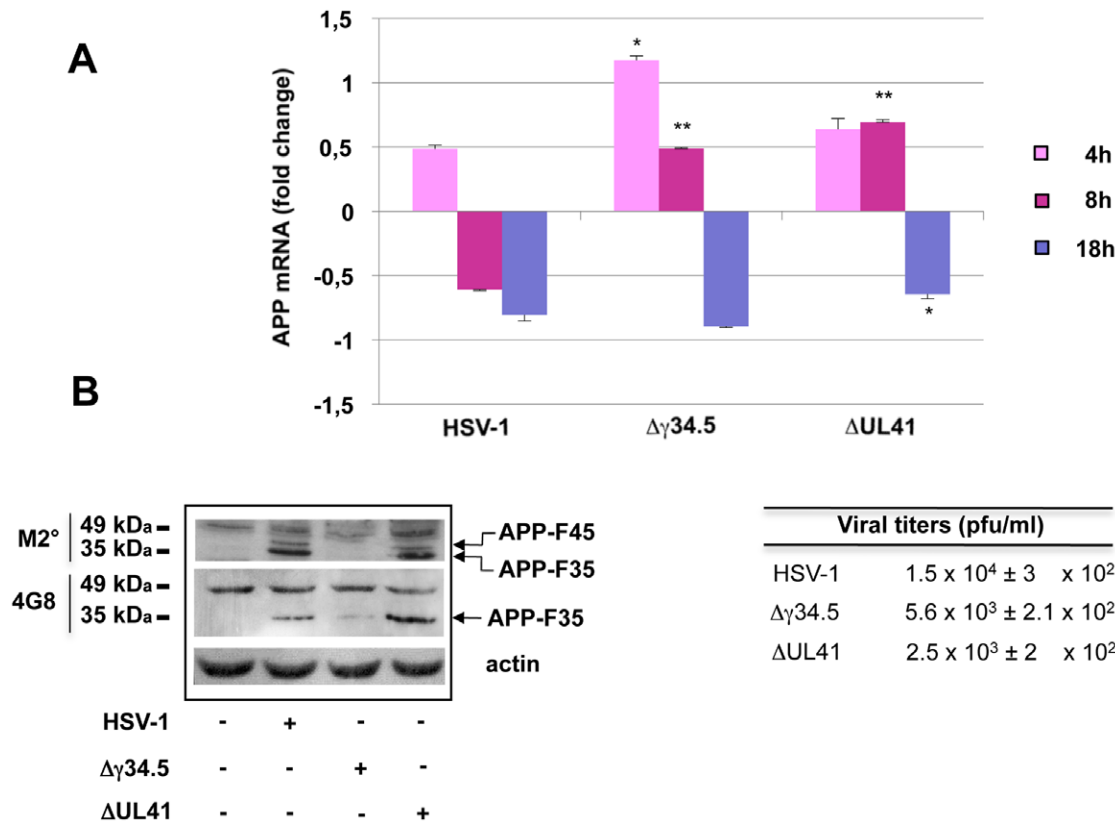 A
APP mRNA (fold change)
1,5
1
0,5
0
-0,5
-1
-1,5
*
**
**
*
4h
8h
18h
HSV-1 Δγ34.5 ΔUL41
B
M2° 49 kDa
35 kDa
APP-F45
APP-F35
4G8 49 kDa
35 kDa
APP-F35
actin
HSV-1 - + - -
Δγ34.5 - - + -
ΔUL41 - - - +
Viral titers (pfu/ml)
HSV-1 1.5 x 10⁴ ± 3 x 10²
Δγ34.5 5.6 x 10³ ± 2.1 x 10²
ΔUL41 2.5 x 10³ ± 2 x 10²